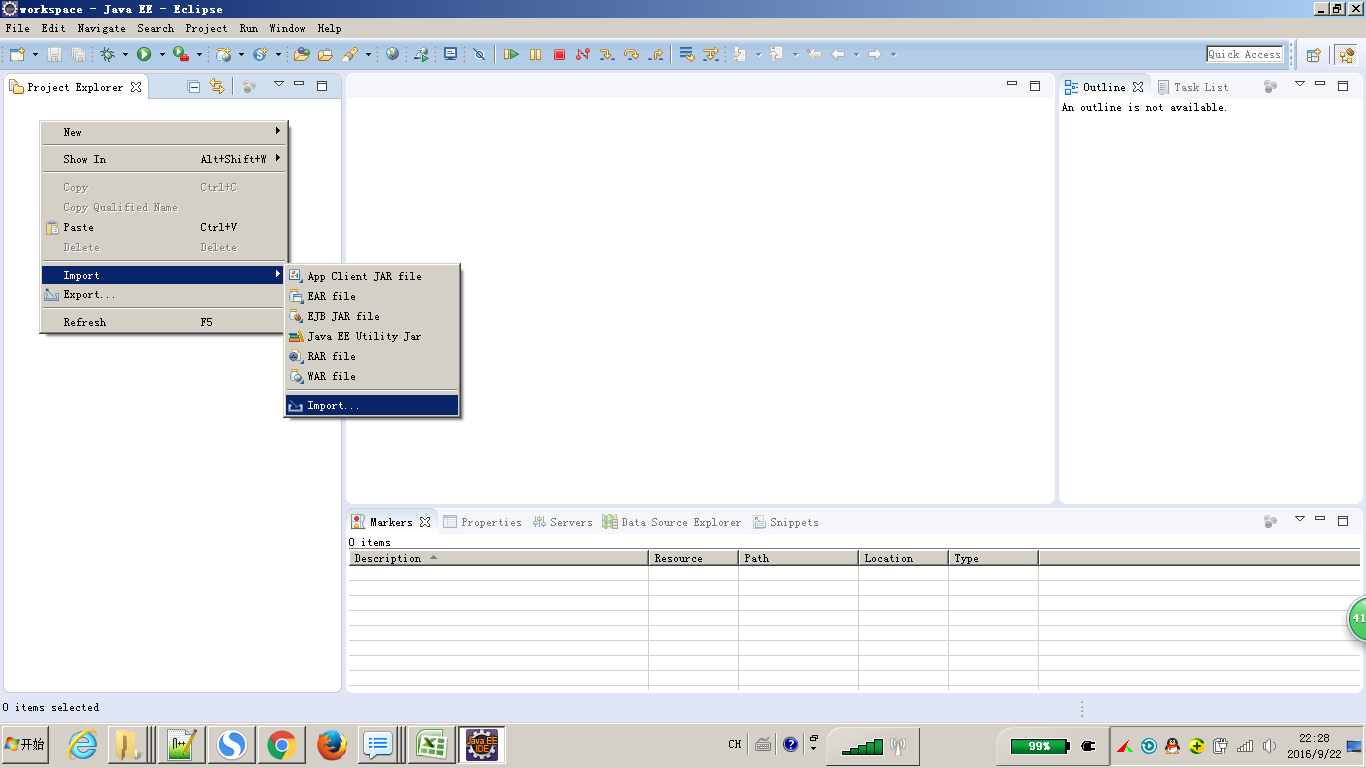 workspace - Java EE - Eclipse
File Edit Navigate Search Project Run Window Help
Quick Access
Project Explorer
Outline Task List
An outline is not available.
New
Show In Alt+Shift+W
Copy Ctrl+C
Copy Qualified Name
Paste Ctrl+V
Delete Delete
Import
Export...
Refresh F5
App Client JAR file
EAR file
EJB JAR file
Java EE Utility Jar
RAR file
WAR file
Import...
Markers Properties Servers Data Source Explorer Snippets
0 items
Description Resource Path Location Type
41
0 items selected
开始
Java EE
IDE
CH
99%
22:28
2016/9/22